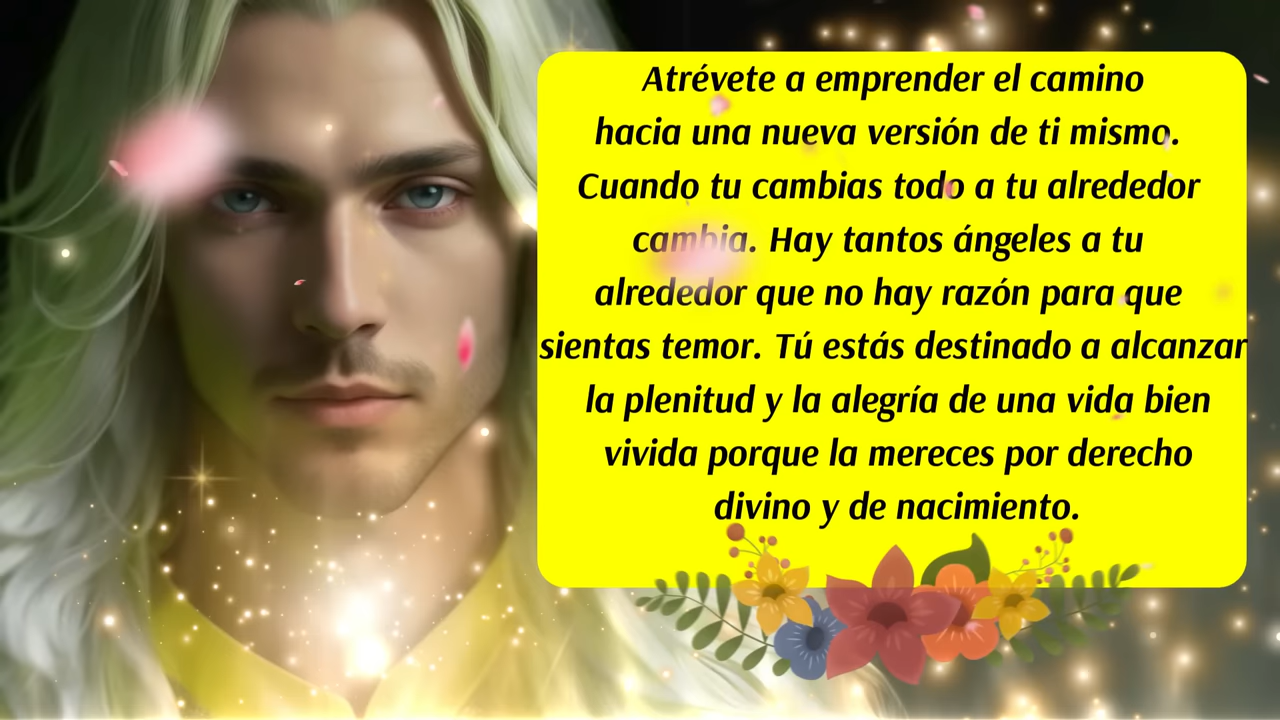 Atrévete a emprender el camino
hacia una nueva versión de ti mismo.
Cuando tu cambias todo a tu alrededor
cambia. Hay tantos ángeles a tu
alrededor que no hay razón para que
sientas temor. Tú estás destinado a alcanzar
la plenitud y la alegría de una vida bien
vivida porque la mereces por derecho
divino y de nacimiento.